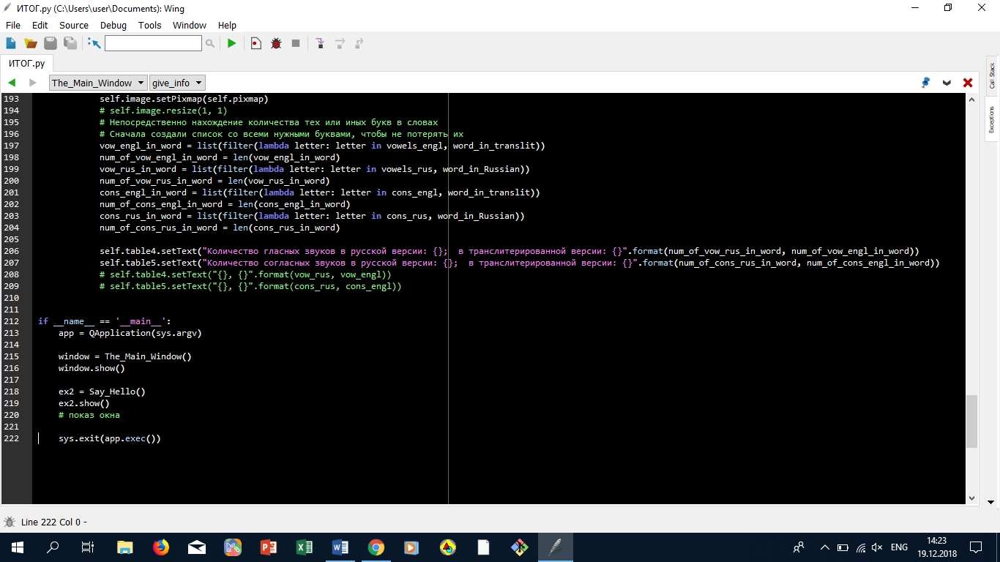 ИТОГ.py (C:\Users\user\Documents): Wing
File Edit Source Debug Tools Window Help
ИТОГ.py
The_Main_Window give_info
193 self.image.setPixmap(self.pixmap)
194 # self.image.resize(1, 1)
195 # Непосредственно нахождение количества тех или иных букв в словах
196 # Сначала создали список со всеми нужными буквами, чтобы не потерять их
197 vow_engl_in_word = list(filter(lambda letter: letter in vowels_engl, word_in_translit))
198 num_of_vow_engl_in_word = len(vow_engl_in_word)
199 vow_rus_in_word = list(filter(lambda letter: letter in vowels_rus, word_in_Russian))
200 num_of_vow_rus_in_word = len(vow_rus_in_word)
201 cons_engl_in_word = list(filter(lambda letter: letter in cons_engl, word_in_translit))
202 num_of_cons_engl_in_word = len(cons_engl_in_word)
203 cons_rus_in_word = list(filter(lambda letter: letter in cons_rus, word_in_Russian))
204 num_of_cons_rus_in_word = len(cons_rus_in_word)
205
206 self.table4.setText("Количество гласных звуков в русской версии: {};  в транслитерированной версии: {}".format(num_of_vow_rus_in_word, num_of_vow_engl_in_word))
207 self.table5.setText("Количество согласных звуков в русской версии: {};  в транслитерированной версии: {}".format(num_of_cons_rus_in_word, num_of_cons_engl_in_word))
208 # self.table4.setText("{}, {}".format(vow_rus, vow_engl))
209 # self.table5.setText("{}, {}".format(cons_rus, cons_engl))
210
211
212 if __name__ == '__main__':
213 app = QApplication(sys.argv)
214
215 window = The_Main_Window()
216 window.show()
217
218 ex2 = Say_Hello()
219 ex2.show()
220 # показ окна
221
222 sys.exit(app.exec())
Call Stack
Exceptions
Line 222 Col 0 -
ENG
14:23
19.12.2018